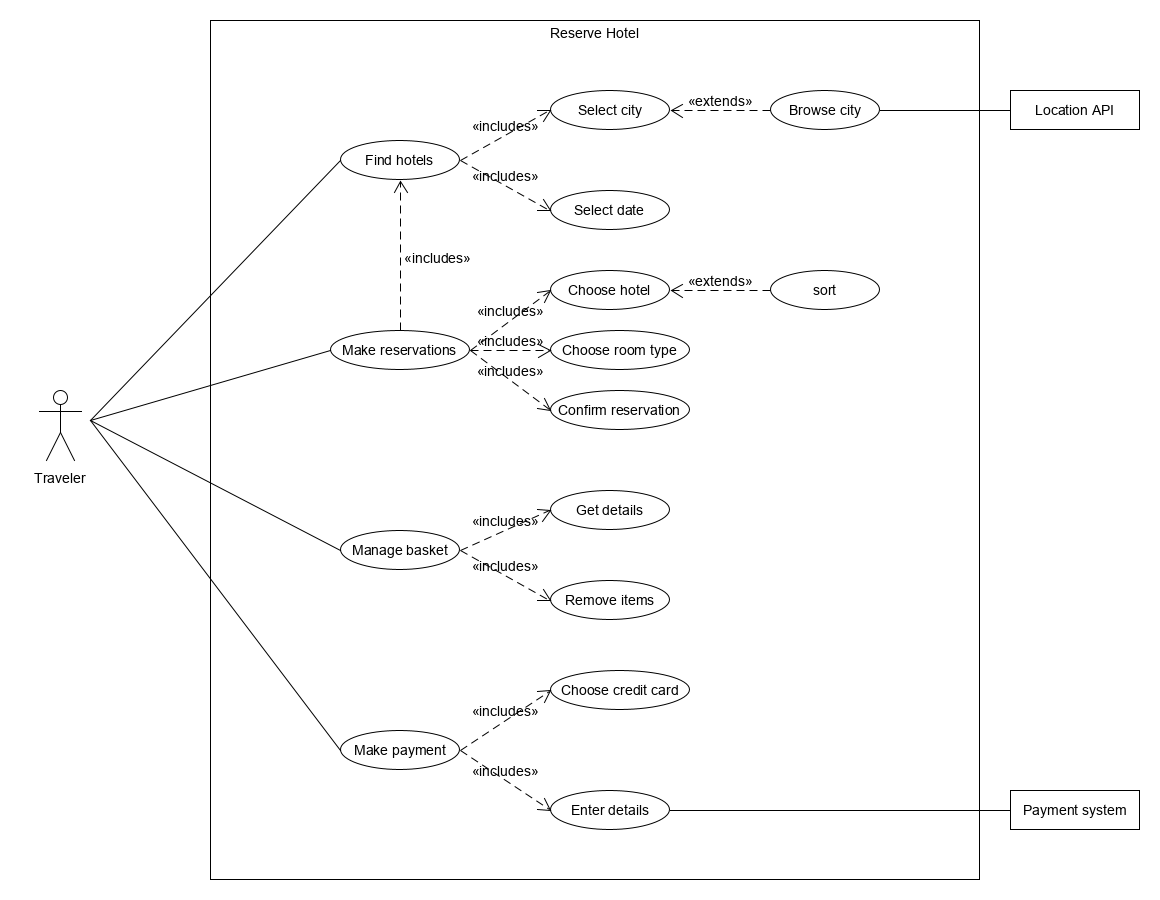 Reserve Hotel
Select city
«extends»
Browse city
Location API
«includes»
Find hotels
«includes»
Select date
«includes»
Choose hotel
«extends»
sort
«includes»
Make reservations
«includes»
Choose room type
«includes»
Confirm reservation
Traveler
Get details
«includes»
Manage basket
«includes»
Remove items
Choose credit card
«includes»
Make payment
«includes»
Enter details
Payment system